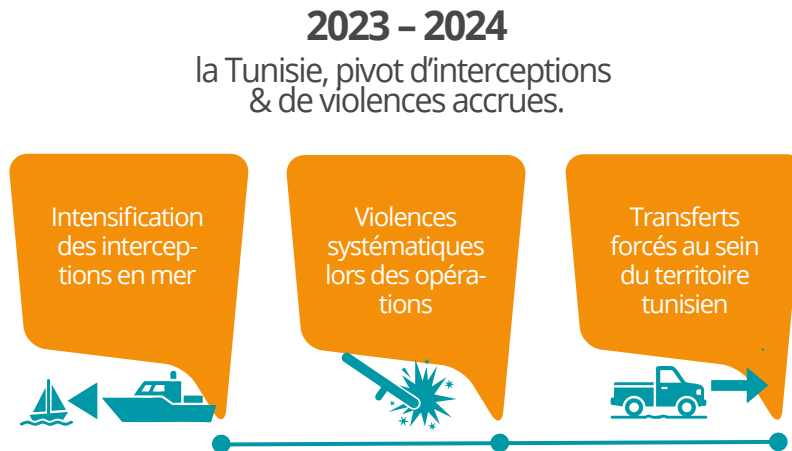 2023 – 2024
la Tunisie, pivot d’interceptions
& de violences accrues.
Intensification
des intercep-
tions en mer
Violences
systématiques
lors des opéra-
tions
Transferts
forcés au sein
du territoire
tunisien